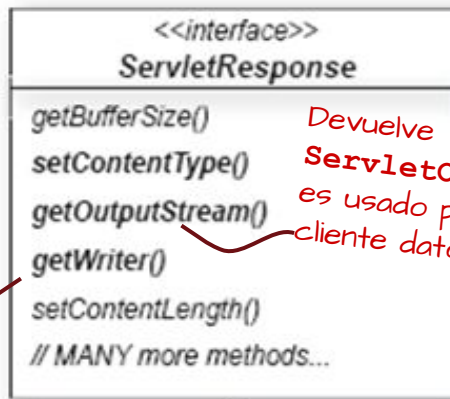 <<interface>>
ServletResponse
getBufferSize()
setContentType()
getOutputStream()
getWriter()
setContentLength()
// MANY more methods...
Devuelve
es usado
cliente